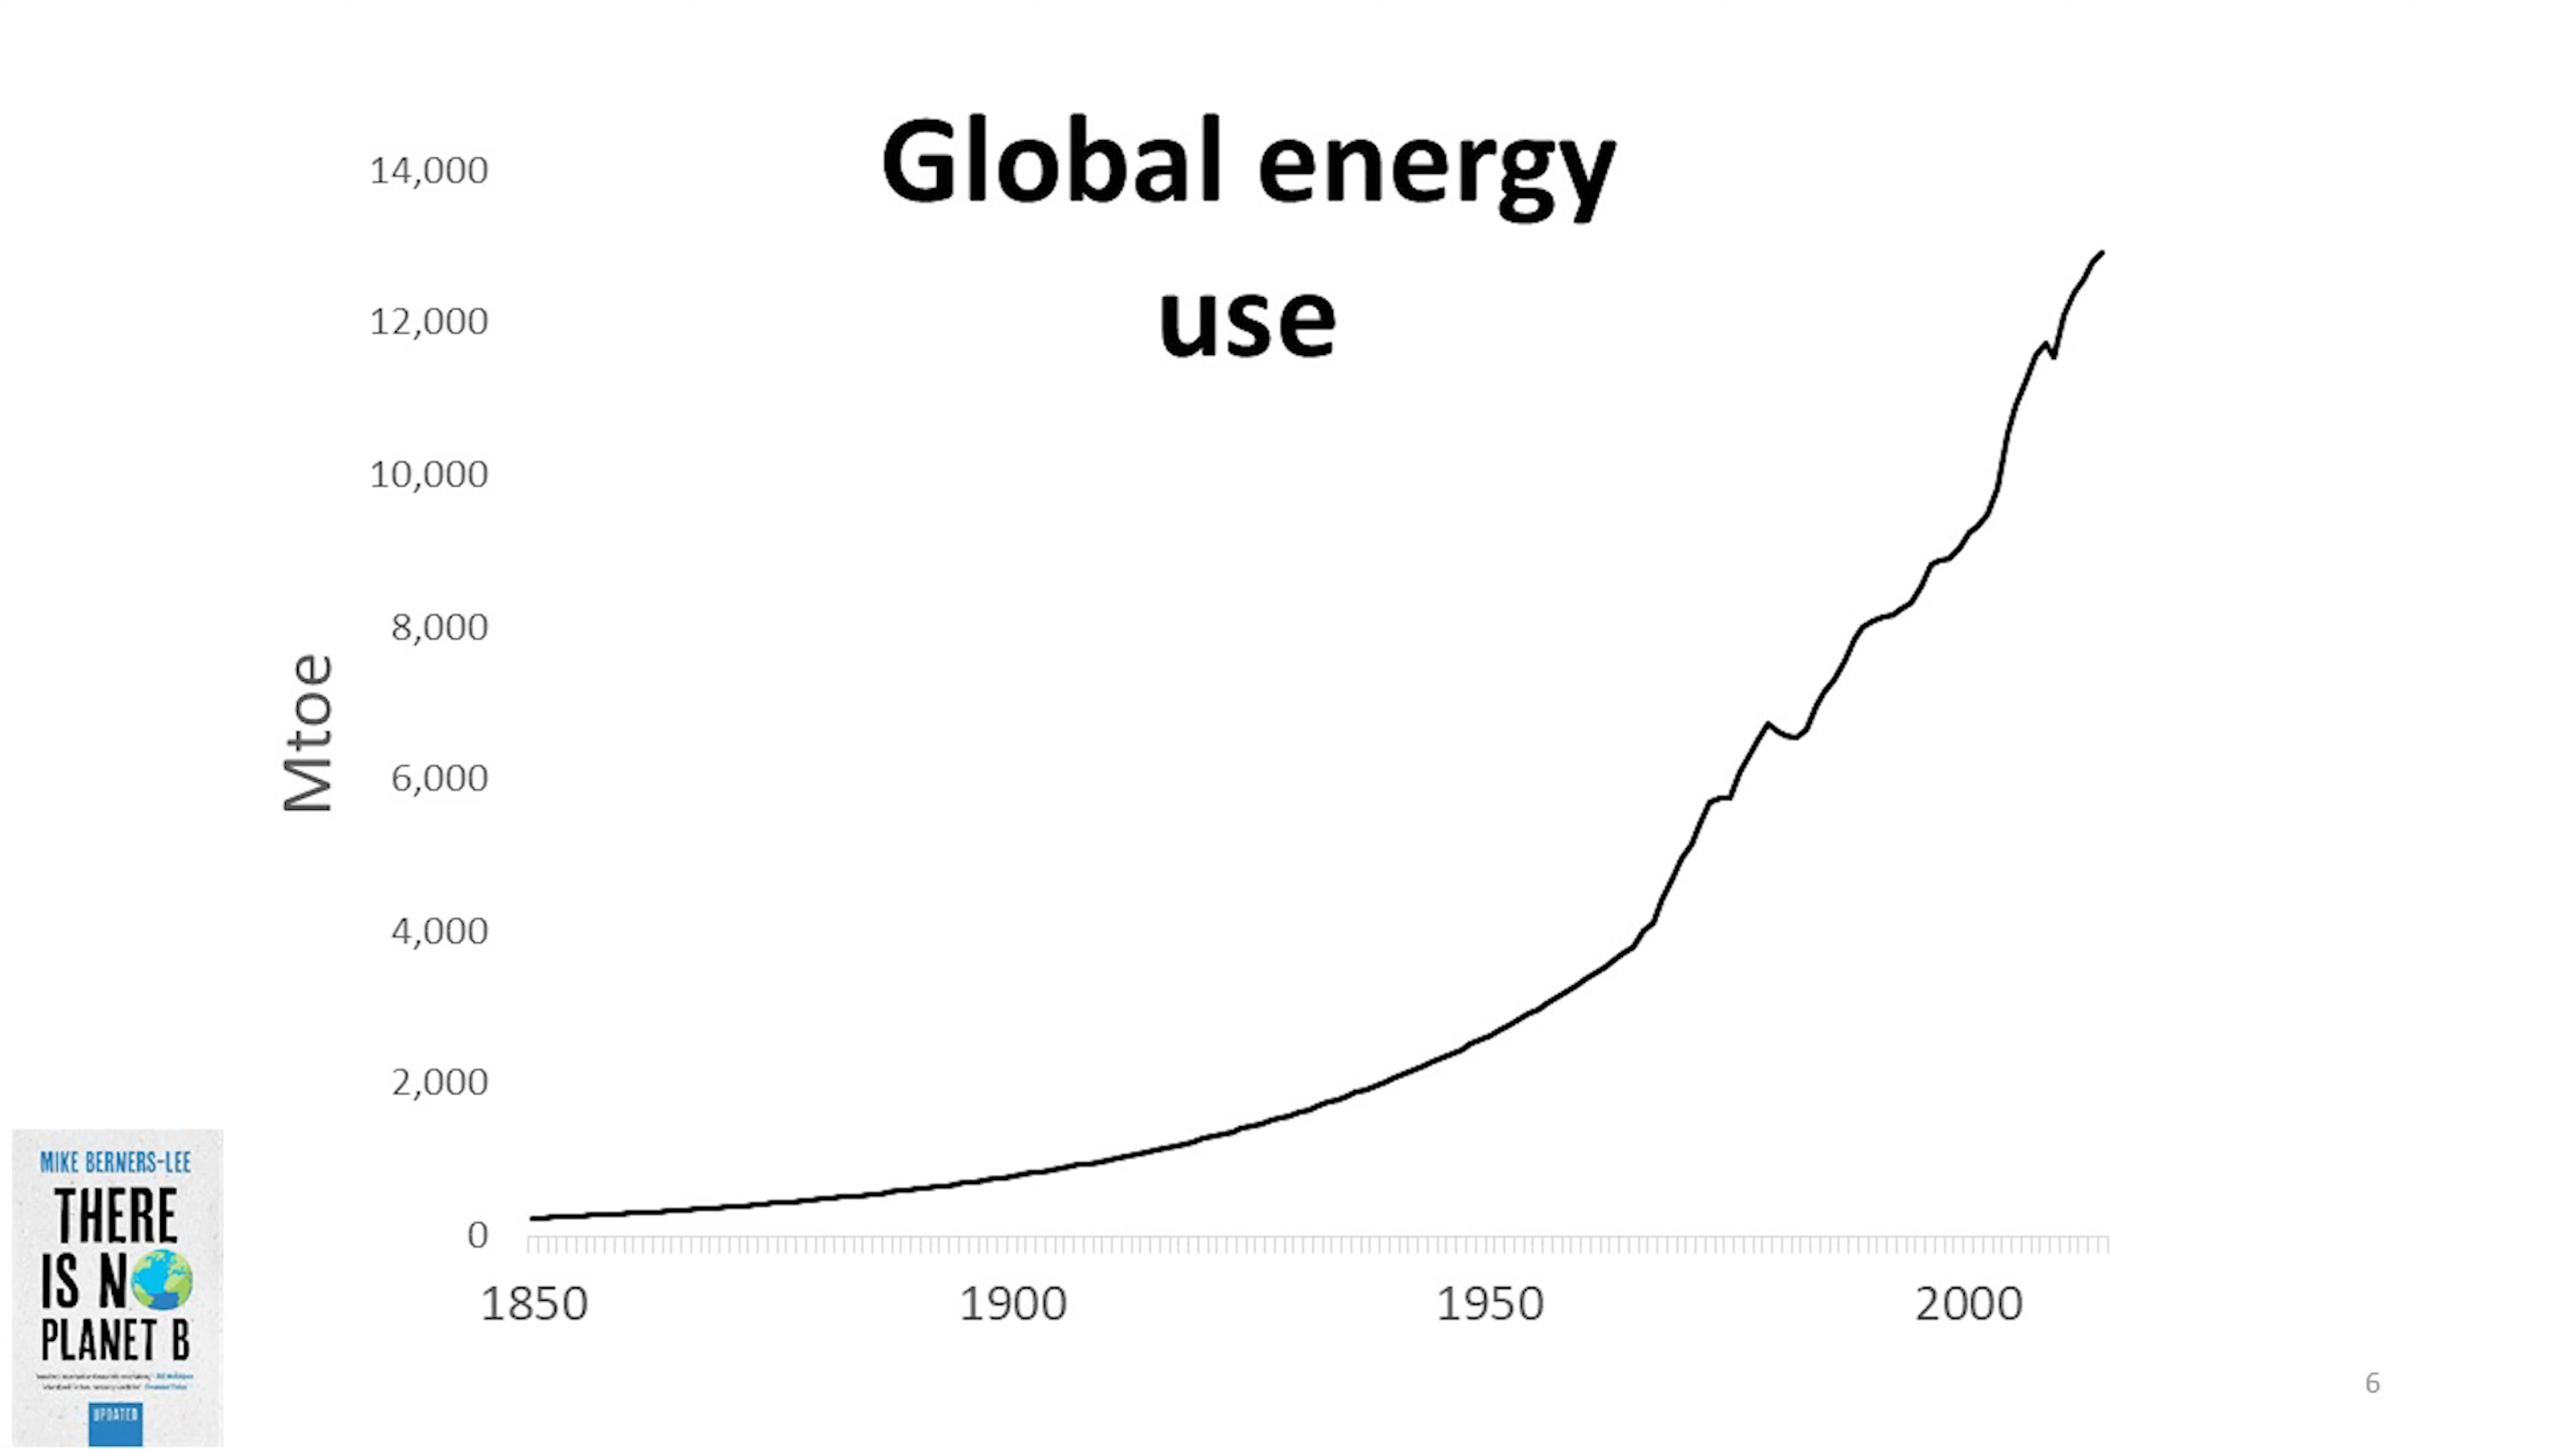 Global energy
use
14,000
12,000
10,000
8,000
6,000
4,000
2,000
0
Mtoe
1850 1900 1950 2000
MIKE BERNERS-LEE
THERE
IS NO
PLANET B
UPDATED
6